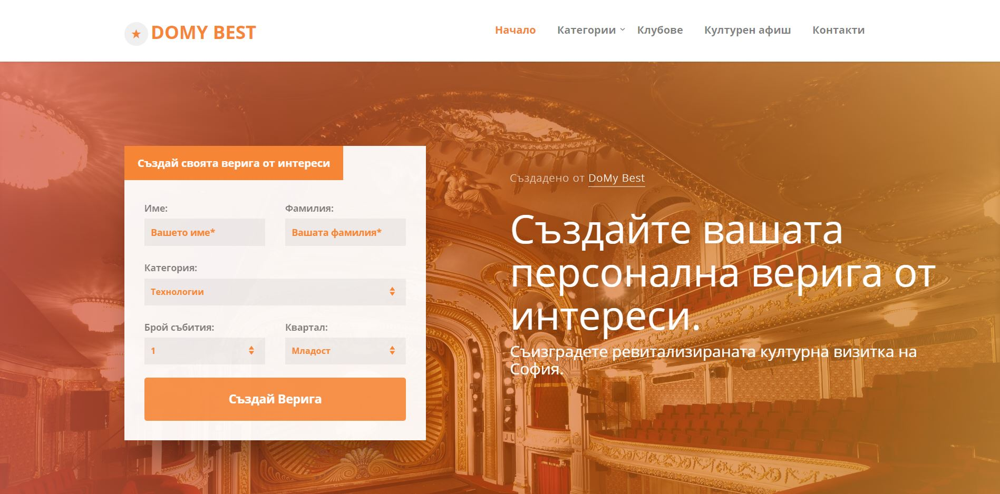 DOMY BEST
Начало
Категории
Клубове
Културен афиш
Контакти
Създай своята верига от интереси
Име:
Фамилия:
Вашето име*
Вашата фамилия*
Категория:
Технологии
Брой събития:
Квартал:
1
Младост
Създай Верига
Създадено от DoMy Best
Създайте вашата
персонална верига от
интереси.
Съизградете ревитализираната културна визитка на
София.